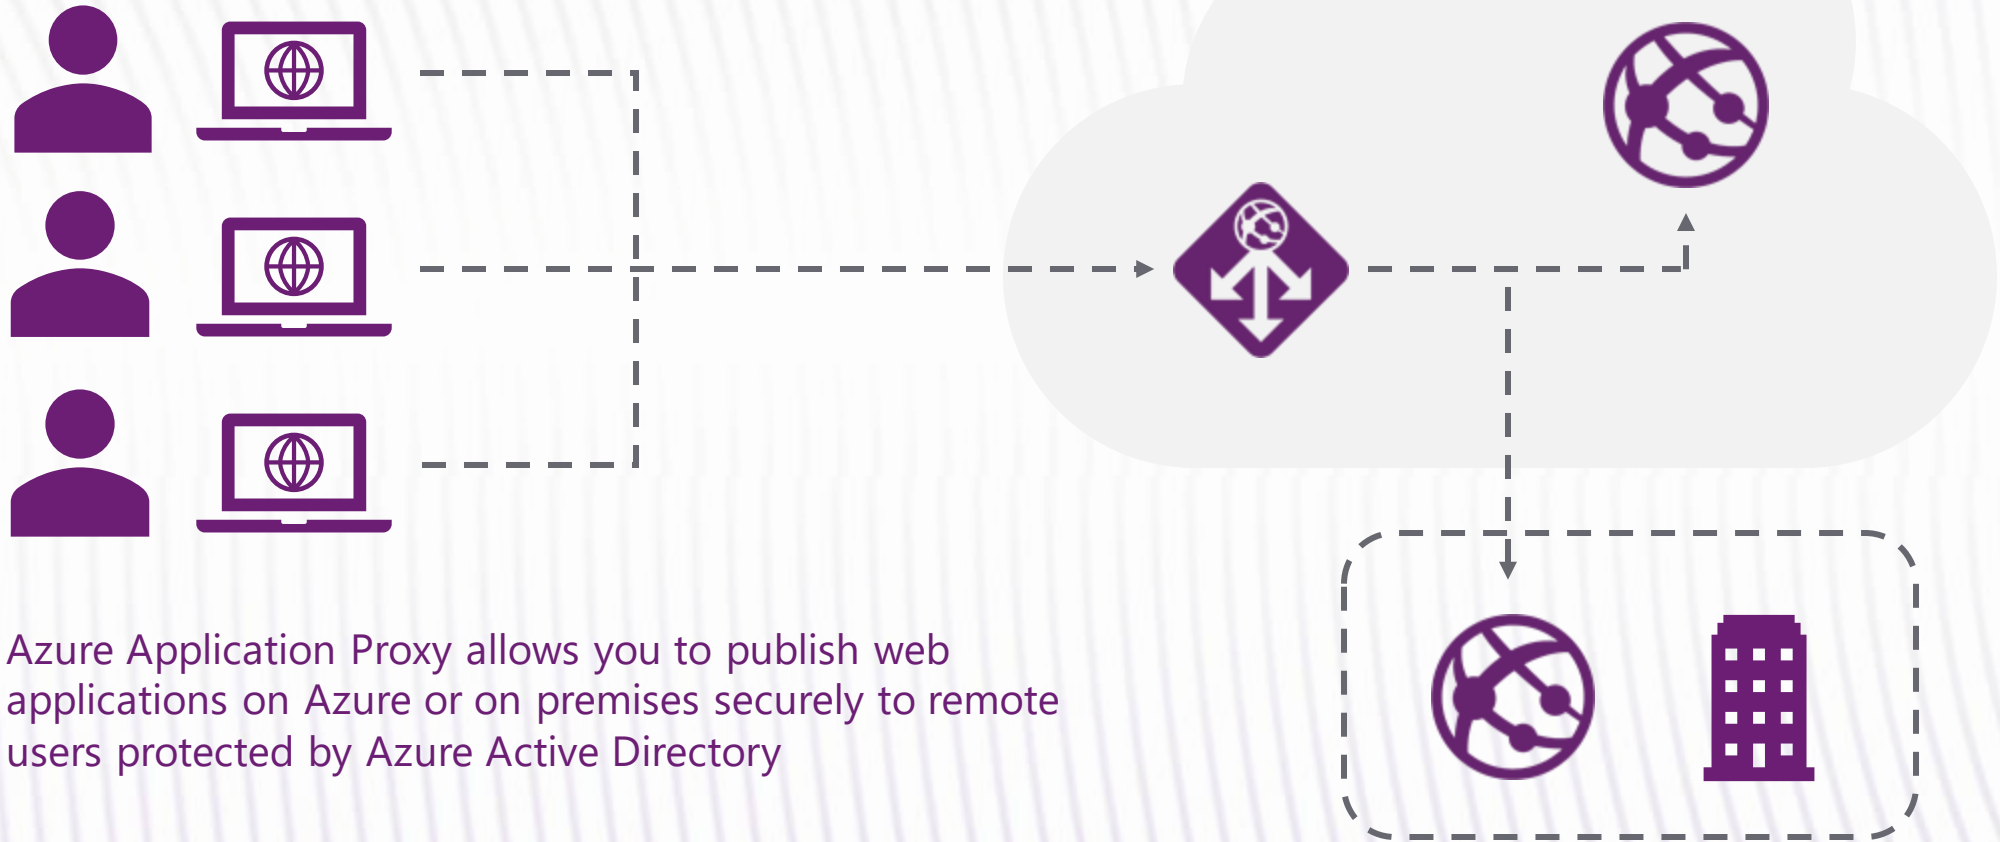 Azure Application Proxy allows you to publish web
applications on Azure or on premises securely to remote
users protected by Azure Active Directory